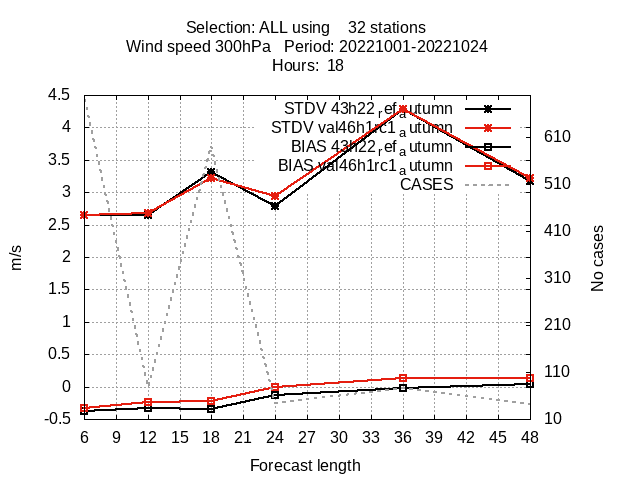 Selection: ALL using 32 stations
Wind speed 300hPa Period: 20221001-20221024
Hours: 18
STDV 43h22_ref_autumn
STDV val46h1rc1_autumn
BIAS 43h22_ref_autumn
BIAS val46h1rc1_autumn
CASES
4.5
4
3.5
3
2.5
2
1.5
1
0.5
0
-0.5
m/s
610
510
410
310
210
110
10
No cases
6 9 12 15 18 21 24 27 30 33 36 39 42 45 48
Forecast length